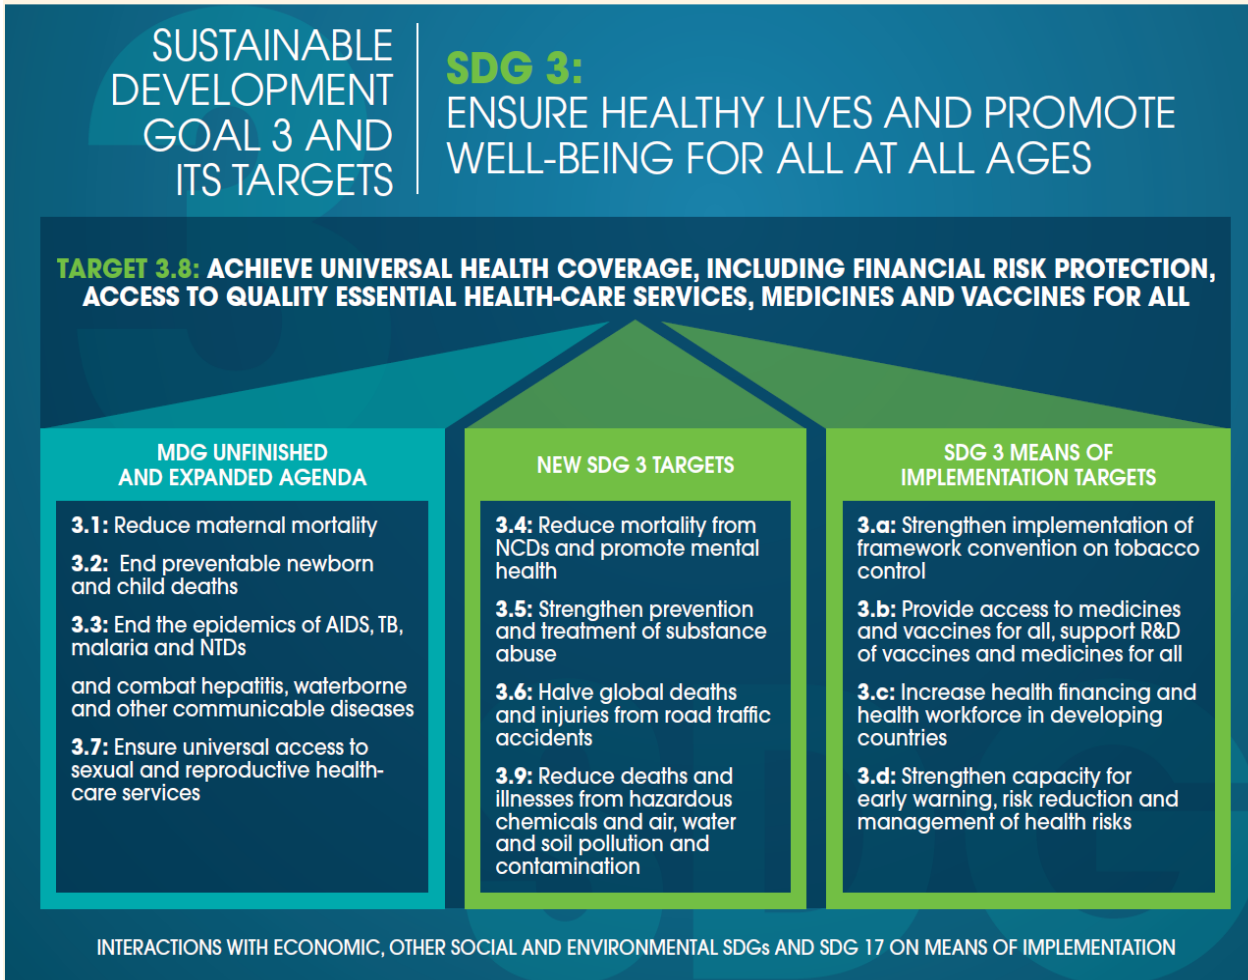 SUSTAINABLE
DEVELOPMENT
GOAL 3 AND
ITS TARGETS
SDG 3:
ENSURE HEALTHY LIVES AND PROMOTE
WELL-BEING FOR ALL AT ALL AGES
TARGET 3.8: ACHIEVE UNIVERSAL HEALTH COVERAGE, INCLUDING FINANCIAL RISK PROTECTION,
ACCESS TO QUALITY ESSENTIAL HEALTH-CARE SERVICES, MEDICINES AND VACCINES FOR ALL
MDG UNFINISHED
AND EXPANDED AGENDA
3.1: Reduce maternal mortality
3.2: End preventable newborn
and child deaths
3.3: End the epidemics of AIDS, TB,
malaria and NTDs
and combat hepatitis, waterborne
and other communicable diseases
3.7: Ensure universal access to
sexual and reproductive health-
care services
NEW SDG 3 TARGETS
3.4: Reduce mortality from
NCDs and promote mental
health
3.5: Strengthen prevention
and treatment of substance
abuse
3.6: Halve global deaths
and injuries from road traffic
accidents
3.9: Reduce deaths and
illnesses from hazardous
chemicals and air, water
and soil pollution and
contamination
SDG 3 MEANS OF
IMPLEMENTATION TARGETS
3.a: Strengthen implementation of
framework convention on tobacco
control
3.b: Provide access to medicines
and vaccines for all, support R&D
of vaccines and medicines for all
3.c: Increase health financing and
health workforce in developing
countries
3.d: Strengthen capacity for
early warning, risk reduction and
management of health risks
INTERACTIONS WITH ECONOMIC, OTHER SOCIAL AND ENVIRONMENTAL SDGs AND SDG 17 ON MEANS OF IMPLEMENTATION
3
SDG